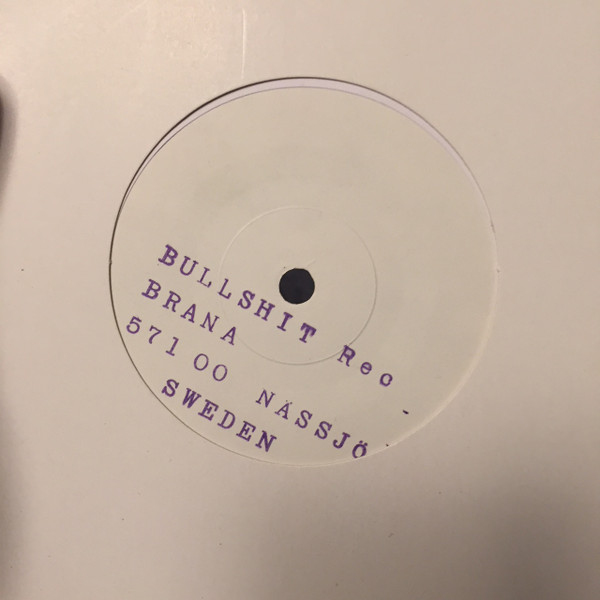 BULLSHIT Rec.
BRANA
571 00 NÄSSJÖ
SWEDEN